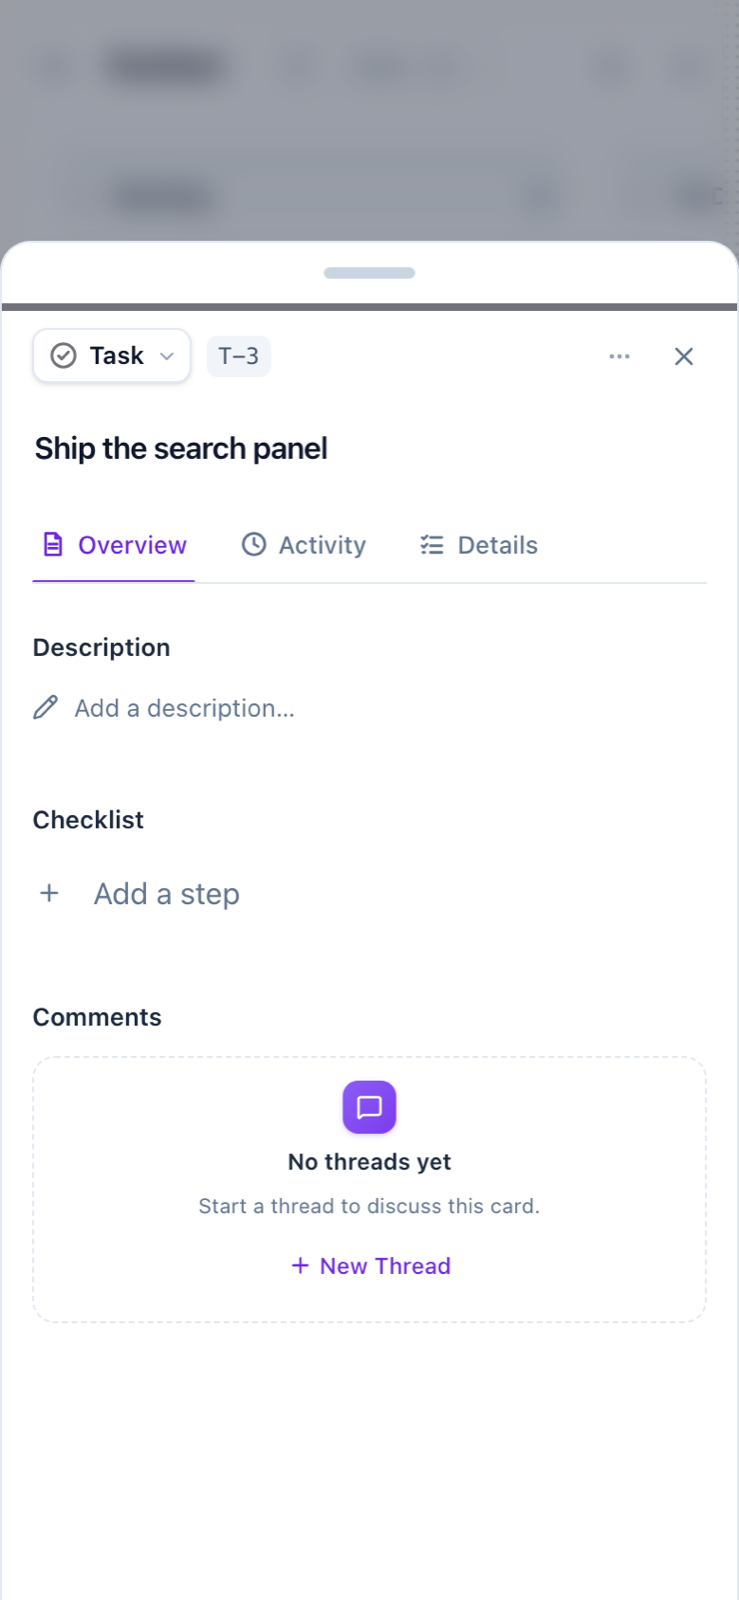 Task
T–3
Ship the search panel
Overview
Activity
Details
Description
Add a description...
Checklist
Add a step
Comments
No threads yet
Start a thread to discuss this card.
New Thread